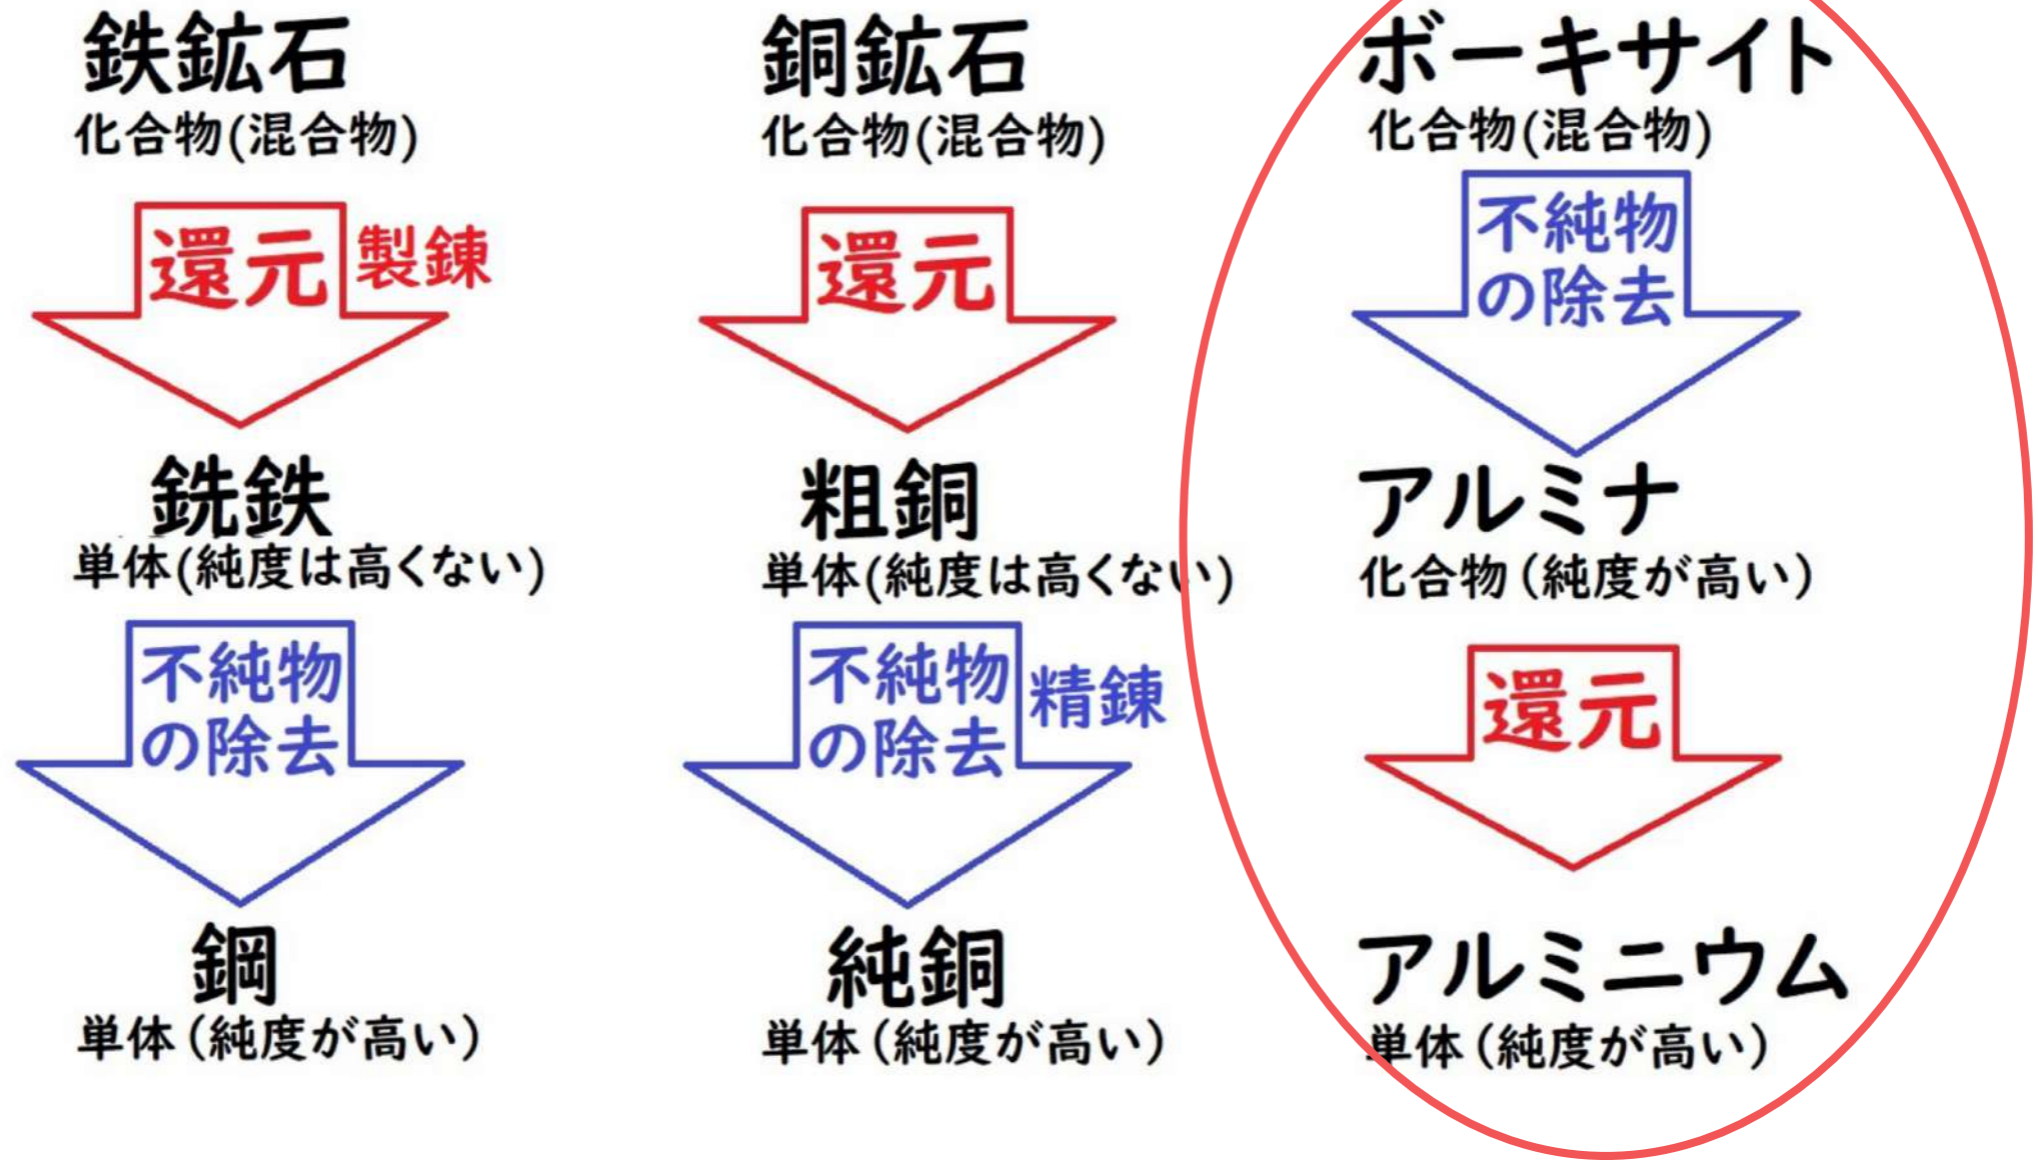 鉄鉱石
化合物(混合物)
還元
製錬
銑鉄
単体(純度は高くない)
不純物
の除去
鋼
単体(純度が高い)
銅鉱石
化合物(混合物)
還元
粗銅
単体(純度は高くない)
不純物
の除去
精錬
純銅
単体(純度が高い)
ボーキサイト
化合物(混合物)
不純物
の除去
アルミナ
化合物(純度が高い)
還元
アルミニウム
単体(純度が高い)